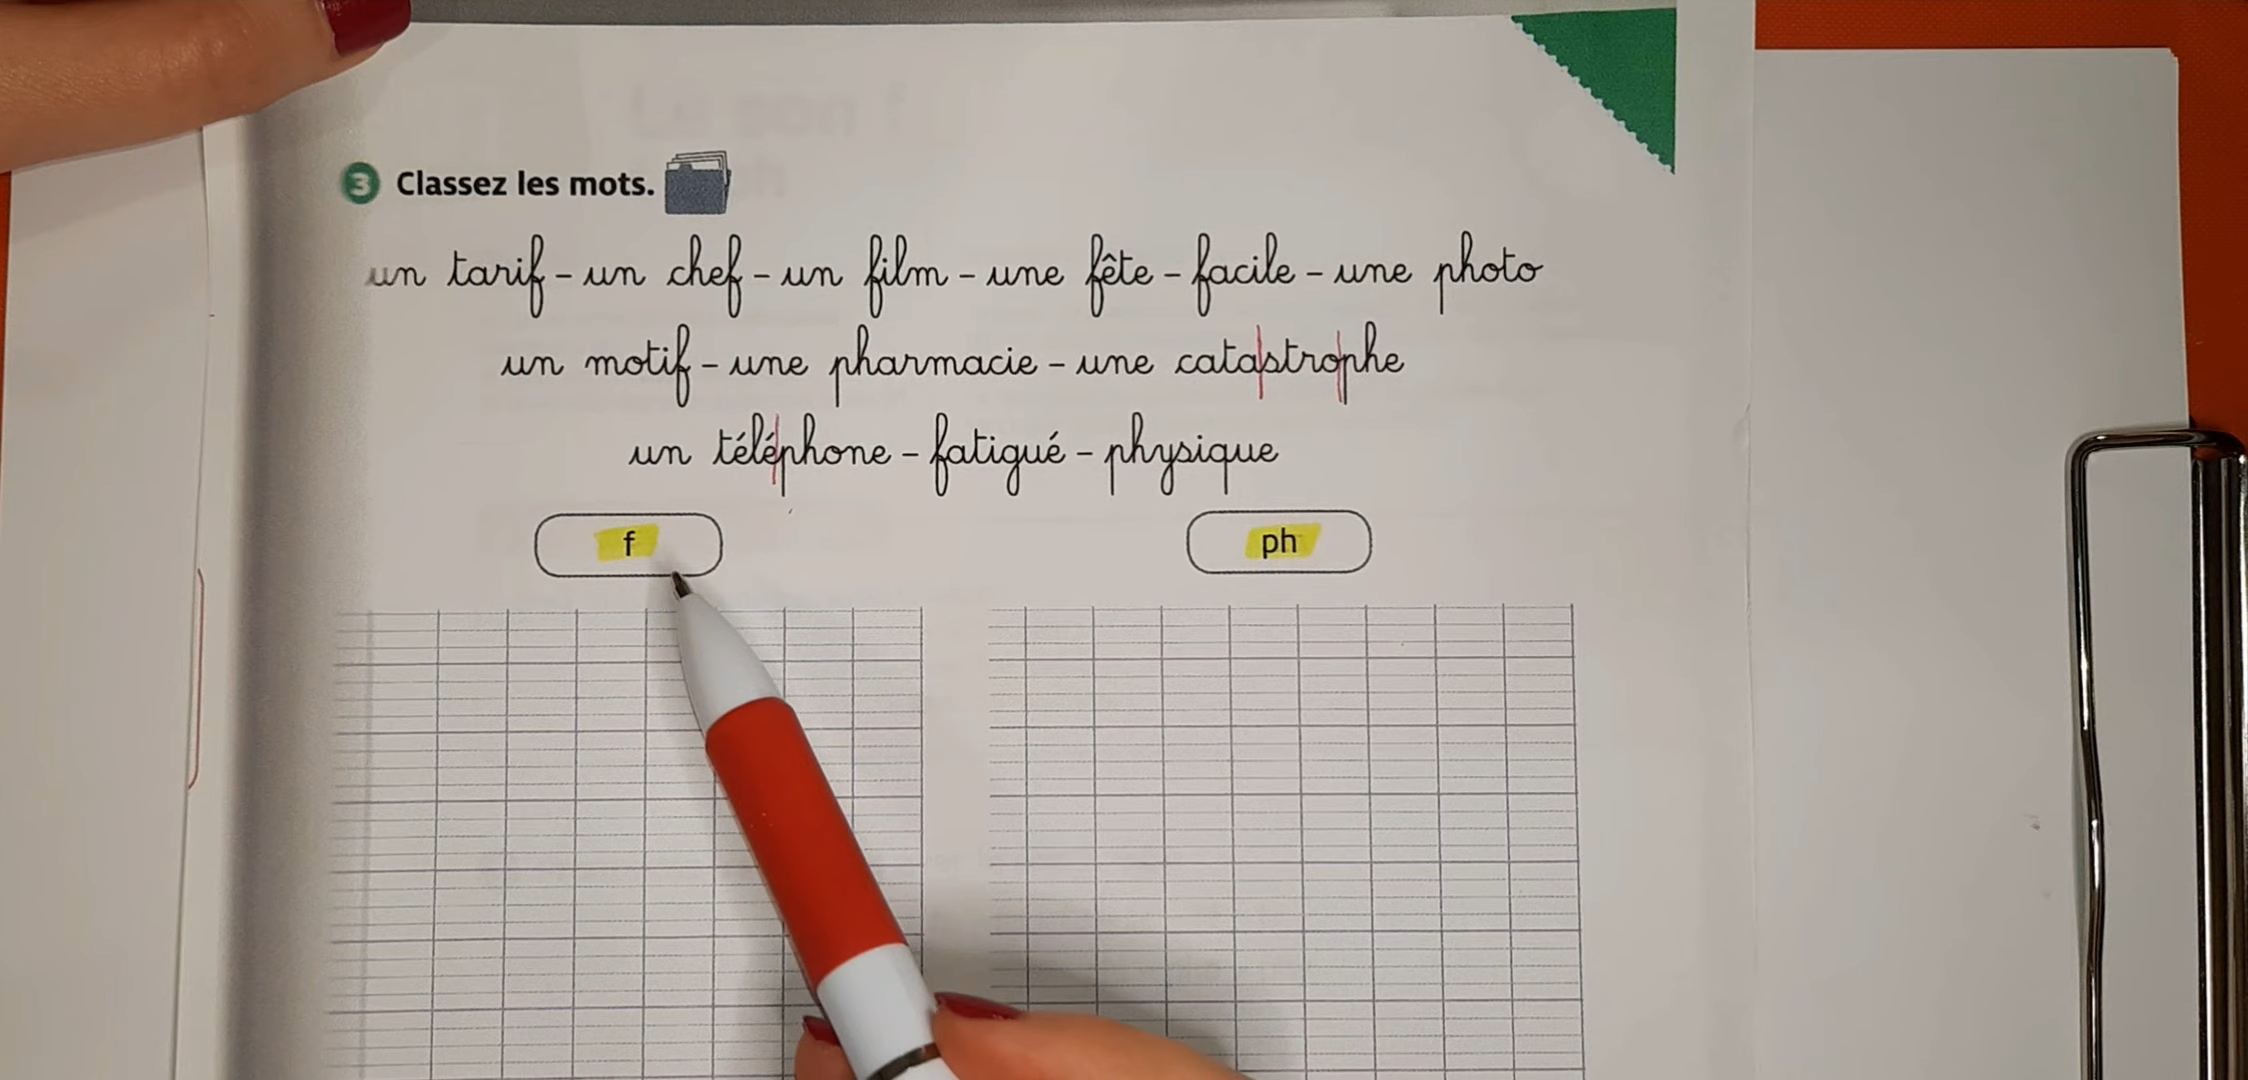 3 Classez les mots.
un tarif – un chef – un film – une fête – facile – une photo
un motif – une pharmacie – une catastrophe
un téléphone – fatigué – physique
f
ph